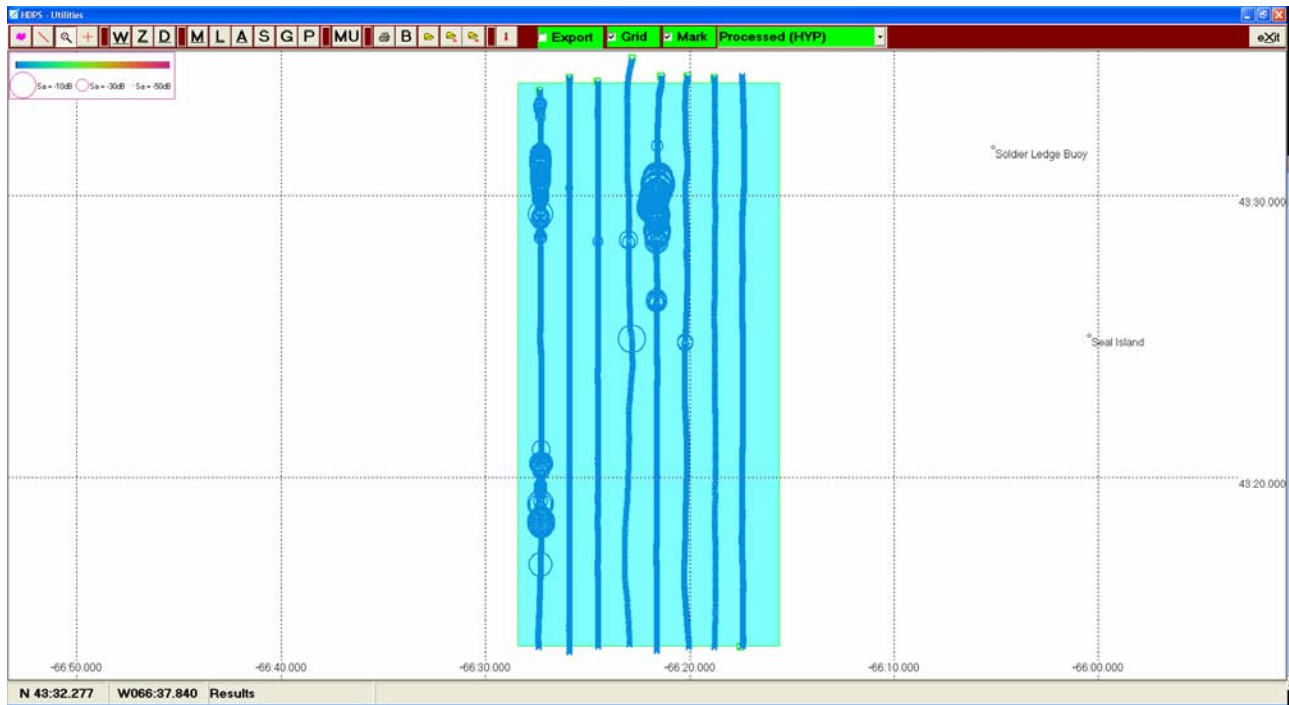 HDPS - Utilities
W Z D M L A S G P MU B Export Grid Mark Processed (HYP) eXit
Sa = -10dB Sa = -30dB Sa = -50dB
Soldier Ledge Buoy
43:30.000
Seal Island
43:20.000
-66:50.000 -66:40.000 -66:30.000 -66:20.000 -66:10.000 -66:00.000
N 43:32.277 W066:37.840 Results